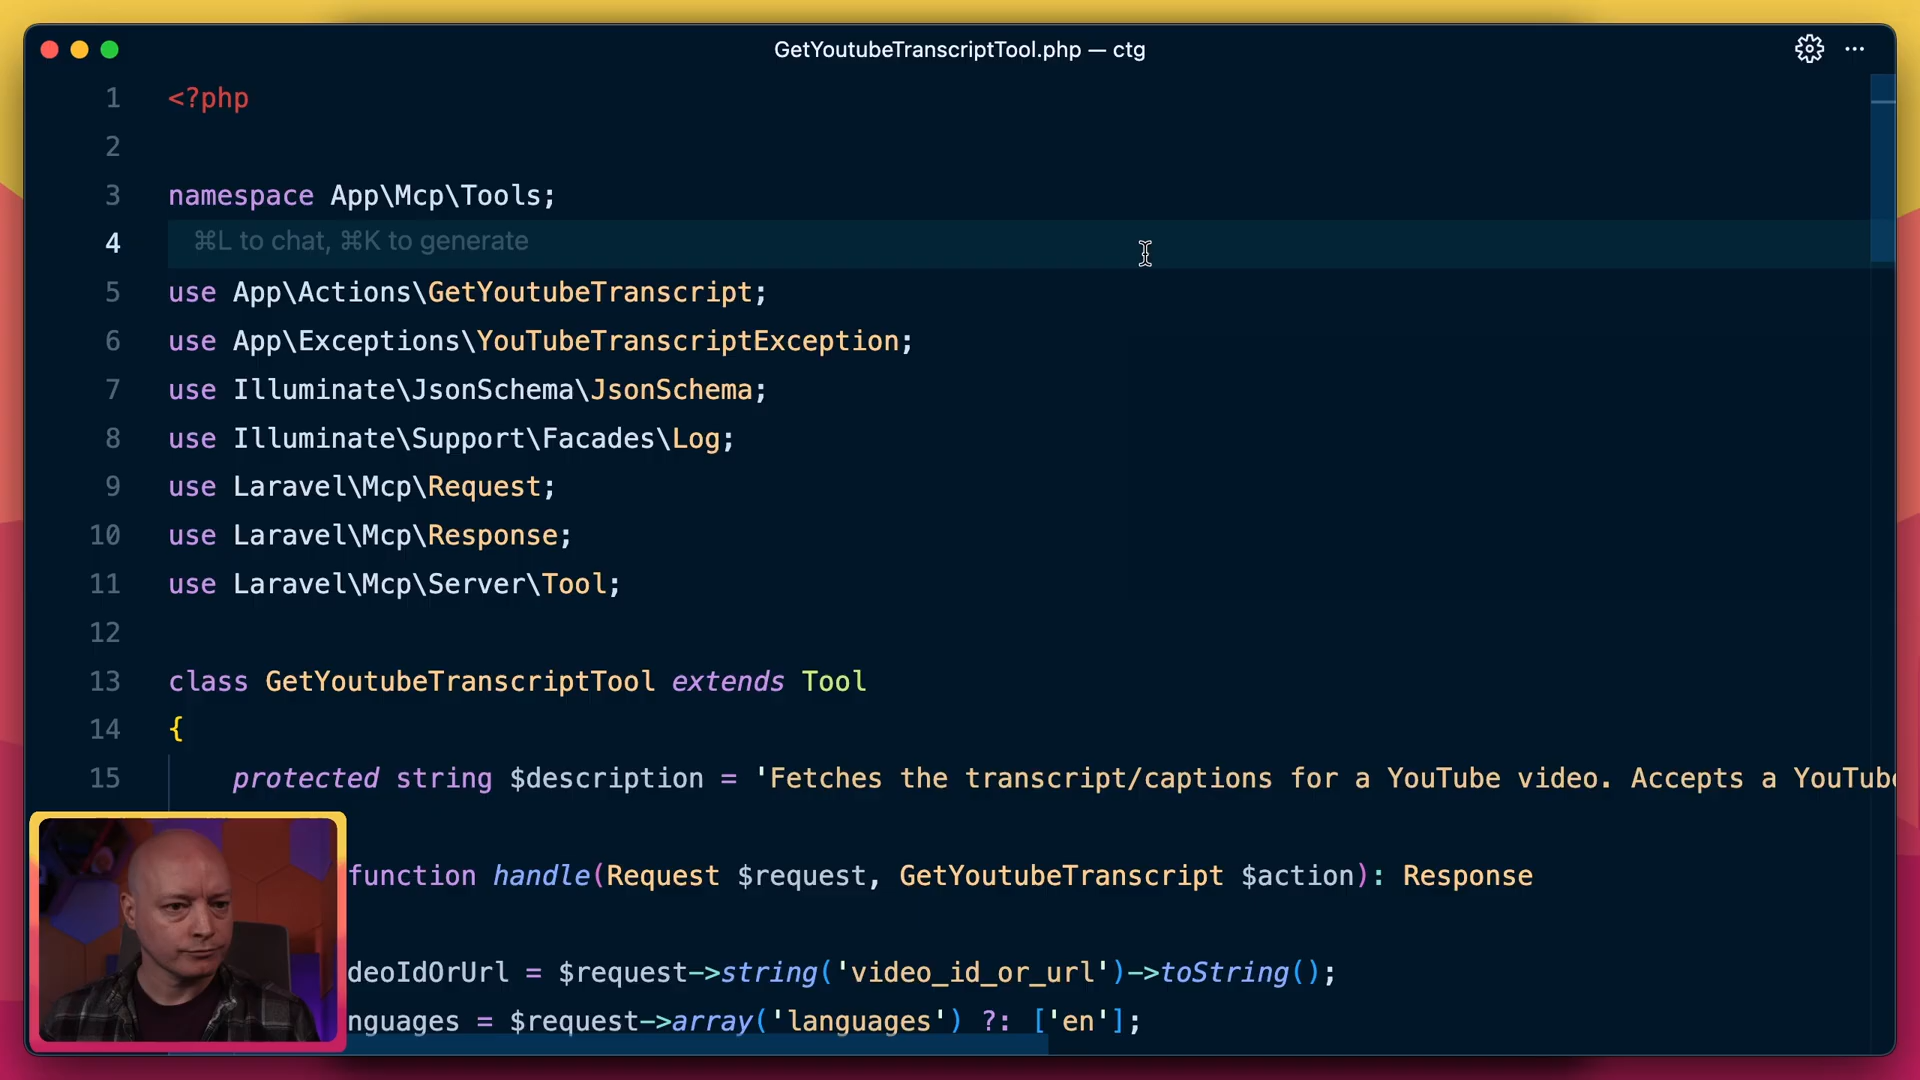 GetYoutubeTranscriptTool.php — ctg
1 <?php
2
3 namespace App\Mcp\Tools;
4 ⌘L to chat, ⌘K to generate
5 use App\Actions\GetYoutubeTranscript;
6 use App\Exceptions\YouTubeTranscriptException;
7 use Illuminate\JsonSchema\JsonSchema;
8 use Illuminate\Support\Facades\Log;
9 use Laravel\Mcp\Request;
10 use Laravel\Mcp\Response;
11 use Laravel\Mcp\Server\Tool;
12
13 class GetYoutubeTranscriptTool extends Tool
14 {
15 protected string $description = 'Fetches the transcript/captions for a YouTube video. Accepts a YouTube
function handle(Request $request, GetYoutubeTranscript $action): Response
deoIdOrUrl = $request->string('video_id_or_url')->toString();
nguages = $request->array('languages') ?: ['en'];